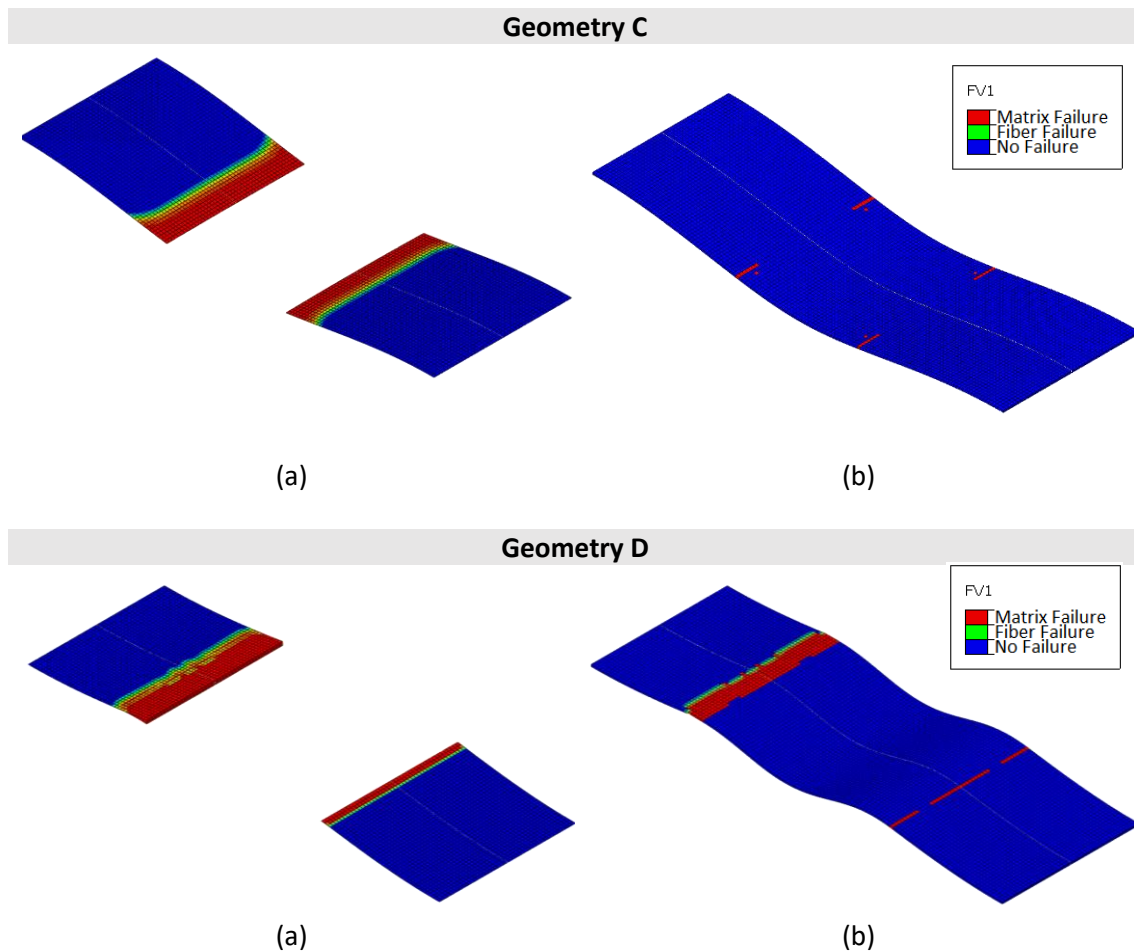 Geometry C
FV1
Matrix Failure
Fiber Failure
No Failure
(a)
(b)
Geometry D
FV1
Matrix Failure
Fiber Failure
No Failure
(a)
(b)